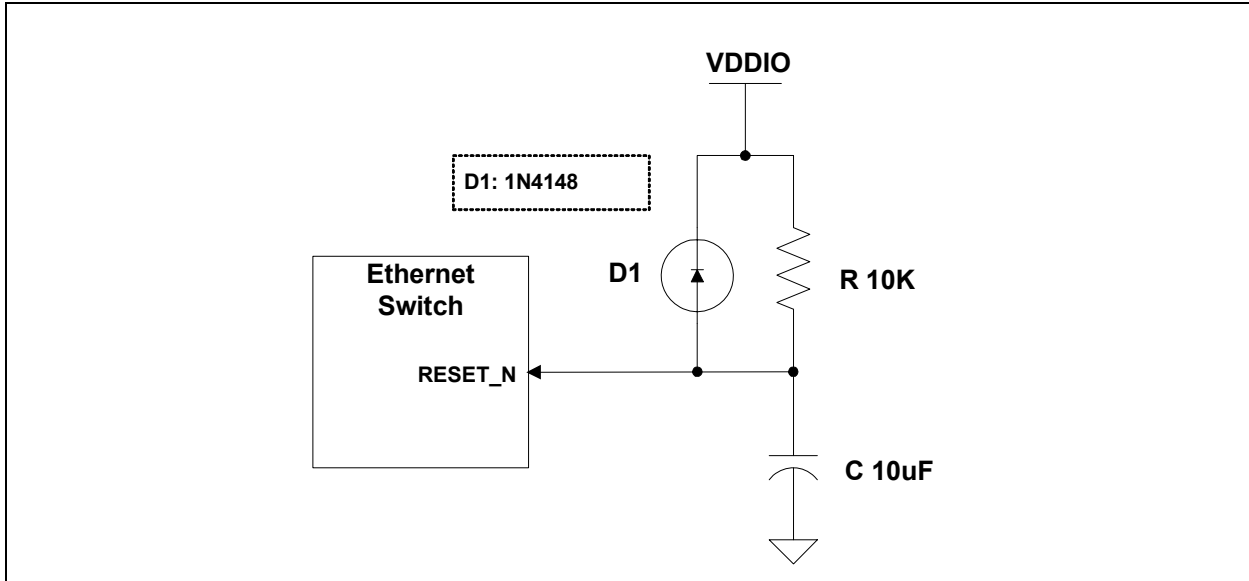 VDDIO
D1: 1N4148
Ethernet
Switch
D1
R 10K
RESET_N
C 10uF